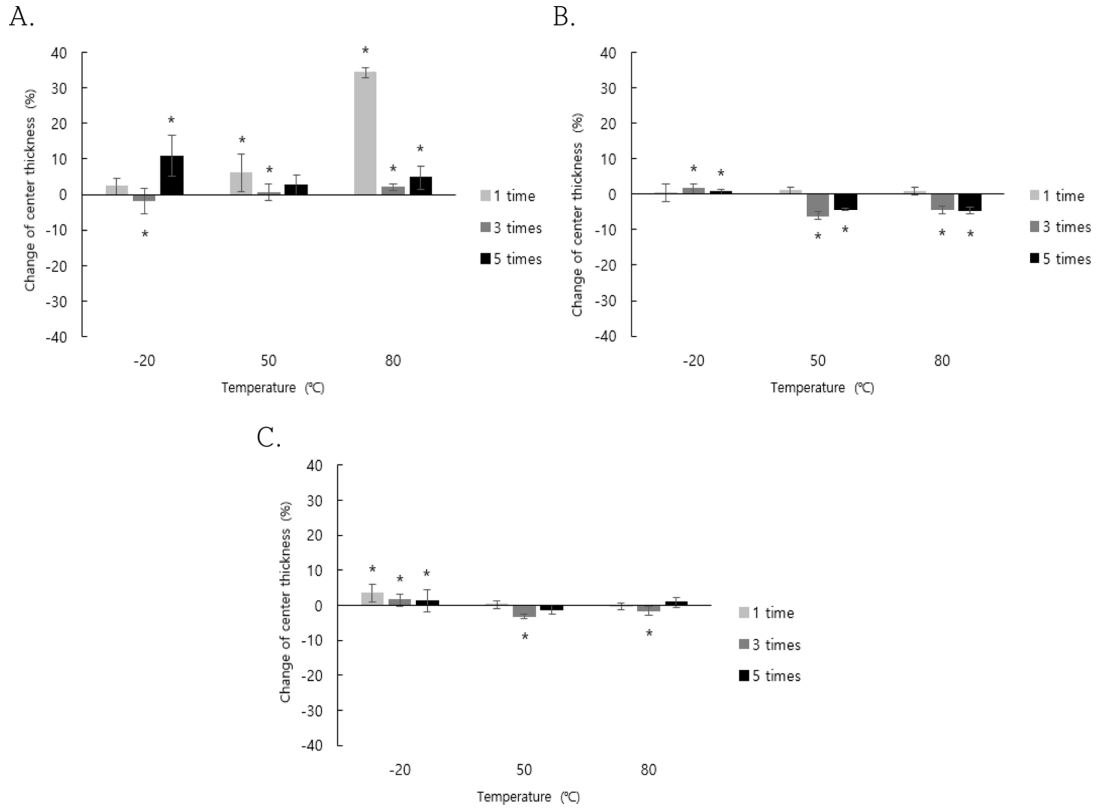 A.
Change of center thickness (%)
40
30
20
10
0
-10
-20
-30
-40
* * * * * * *
-20 50 80
Temperature (℃)
1 time
3 times
5 times
B.
Change of center thickness (%)
40
30
20
10
0
-10
-20
-30
-40
* * * * * *
-20 50 80
Temperature (℃)
1 time
3 times
5 times
C.
Change of center thickness (%)
40
30
20
10
0
-10
-20
-30
-40
* * * * *
-20 50 80
Temperature (℃)
1 time
3 times
5 times